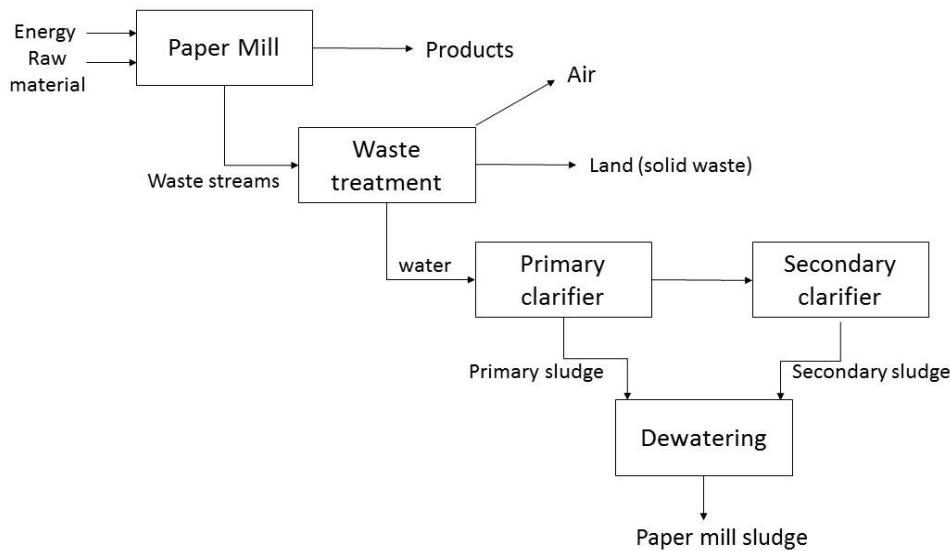 Energy
Raw
material
Paper Mill
Products
Air
Waste streams
Waste
treatment
Land (solid waste)
water
Primary
clarifier
Secondary
clarifier
Primary sludge
Secondary sludge
Dewatering
Paper mill sludge